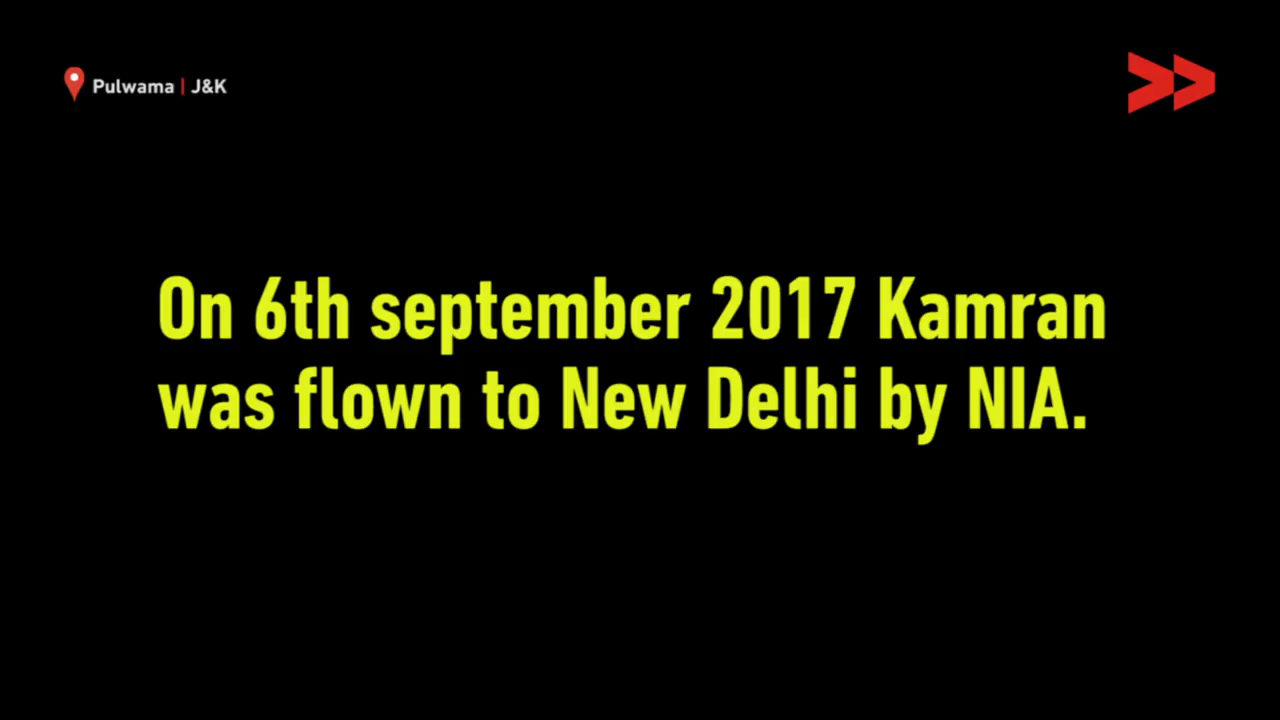 Pulwama | J&K
On 6th september 2017 Kamran
was flown to New Delhi by NIA.